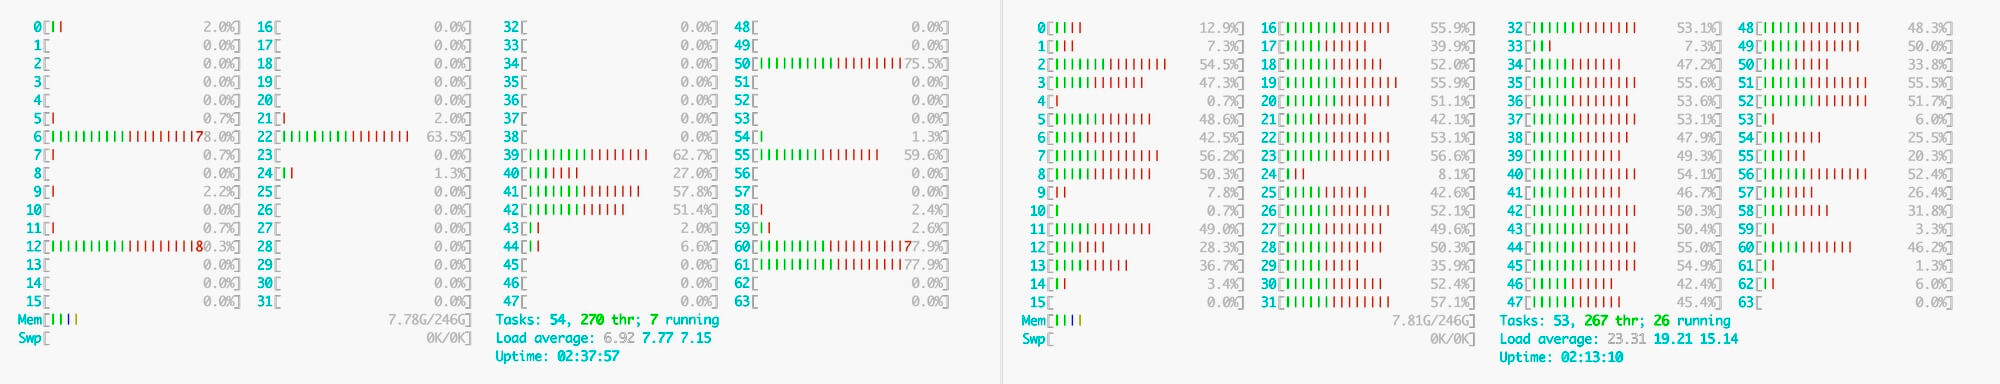 0[|| 2.0%] 16[ 0.0%] 32[ 0.0%] 48[ 0.0%]
1[ 0.0%] 17[ 0.0%] 33[ 0.0%] 49[ 0.0%]
2[ 0.0%] 18[ 0.0%] 34[ 0.0%] 50[||||||||||||||||||||75.5%]
3[ 0.0%] 19[ 0.0%] 35[ 0.0%] 51[ 0.0%]
4[ 0.0%] 20[ 0.0%] 36[ 0.0%] 52[ 0.0%]
5[| 0.7%] 21[| 2.0%] 37[ 0.0%] 53[ 0.0%]
6[||||||||||||||||||||78.0%] 22[||||||||||||||||| 63.5%] 38[ 0.0%] 54[| 1.3%]
7[| 0.7%] 23[ 0.0%] 39[|||||||||||||||| 62.7%] 55[|||||||||||||||| 59.6%]
8[ 0.0%] 24[|| 1.3%] 40[||||||| 27.0%] 56[ 0.0%]
9[| 2.2%] 25[ 0.0%] 41[||||||||||||||| 57.8%] 57[ 0.0%]
10[ 0.0%] 26[ 0.0%] 42[||||||||||||| 51.4%] 58[| 2.4%]
11[| 0.7%] 27[ 0.0%] 43[|| 2.0%] 59[|| 2.6%]
12[||||||||||||||||||||80.3%] 28[ 0.0%] 44[|| 6.6%] 60[||||||||||||||||||||77.9%]
13[ 0.0%] 29[ 0.0%] 45[ 0.0%] 61[||||||||||||||||||||77.9%]
14[ 0.0%] 30[ 0.0%] 46[ 0.0%] 62[ 0.0%]
15[ 0.0%] 31[ 0.0%] 47[ 0.0%] 63[ 0.0%]
Mem[|||| 7.78G/246G] Tasks: 54, 270 thr; 7 running
Swp[ 0K/0K] Load average: 6.92 7.77 7.15
Uptime: 02:37:57
0[|||| 12.9%] 16[||||||||||||||| 55.9%] 32[|||||||||||||| 53.1%] 48[|||||||||||||| 48.3%]
1[||| 7.3%] 17[|||||||||||| 39.9%] 33[||| 7.3%] 49[|||||||||||||| 50.0%]
2[||||||||||||||| 54.5%] 18[|||||||||||||| 52.0%] 34[|||||||||||| 47.2%] 50[|||||||||| 33.8%]
3[|||||||||||| 47.3%] 19[|||||||||||||||| 55.9%] 35[|||||||||||||| 55.6%] 51[||||||||||||||| 55.5%]
4[| 0.7%] 20[|||||||||||||| 51.1%] 36[||||||||||||| 53.6%] 52[||||||||||||||| 51.7%]
5[||||||||||||| 48.6%] 21[|||||||||||| 42.1%] 37[|||||||||||||| 53.1%] 53[|| 6.0%]
6[||||||||||| 42.5%] 22[||||||||||||||| 53.1%] 38[||||||||||||| 47.9%] 54[||||||||| 25.5%]
7[|||||||||||||| 56.2%] 23[||||||||||||||| 56.6%] 39[|||||||||||| 49.3%] 55[||||||| 20.3%]
8[||||||||||||| 50.3%] 24[||| 8.1%] 40[|||||||||||||| 54.1%] 56[||||||||||||||| 52.4%]
9[|| 7.8%] 25[|||||||||||| 42.6%] 41[|||||||||||| 46.7%] 57[|||||||| 26.4%]
10[| 0.7%] 26[||||||||||||||| 52.1%] 42[|||||||||||||| 50.3%] 58[|||||||||| 31.8%]
11[||||||||||||| 49.0%] 27[|||||||||||||| 49.6%] 43[||||||||||||| 50.4%] 59[|| 3.3%]
12[||||||| 28.3%] 28[|||||||||||||| 50.3%] 44[|||||||||||||| 55.0%] 60[||||||||||||| 46.2%]
13[|||||||||| 36.7%] 29[||||||||||| 35.9%] 45[|||||||||||||| 54.9%] 61[|| 1.3%]
14[|| 3.4%] 30[|||||||||||||| 52.4%] 46[||||||||||| 42.4%] 62[|| 6.0%]
15[ 0.0%] 31[||||||||||||||| 57.1%] 47[|||||||||||| 45.4%] 63[ 0.0%]
Mem[|||| 7.81G/246G] Tasks: 53, 267 thr; 26 running
Swp[ 0K/0K] Load average: 23.31 19.21 15.14
Uptime: 02:13:10